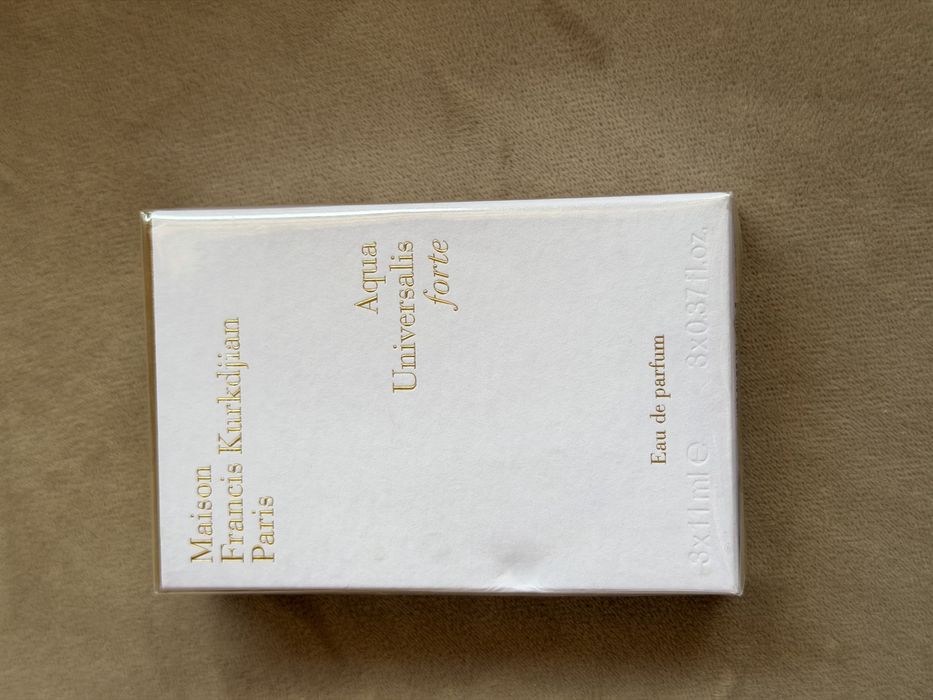 Maison
Francis Kurkdjian
Paris
Aqua
Universalis
forte
Eau de parfum
3x11ml e 3x0.37fl.oz.